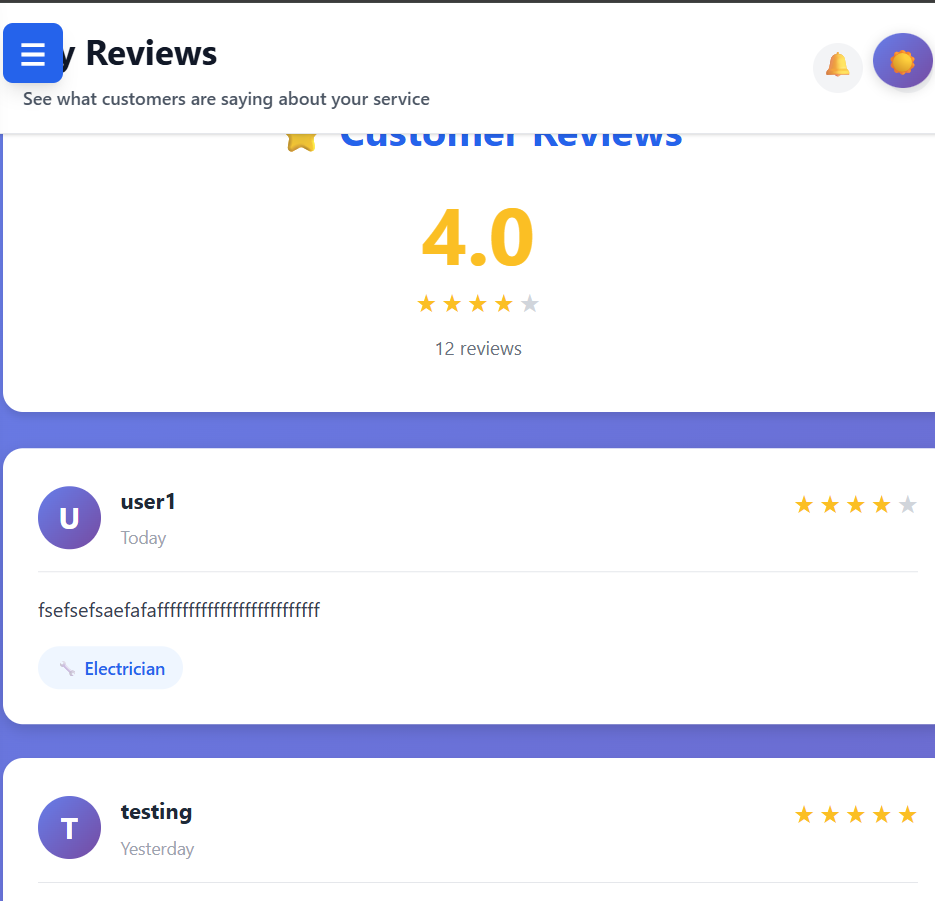 y Reviews
See what customers are saying about your service
Customer Reviews
4.0
12 reviews
U
user1
Today
fsefsefsaefafaffffffffffffffffffffffffff
Electrician
T
testing
Yesterday